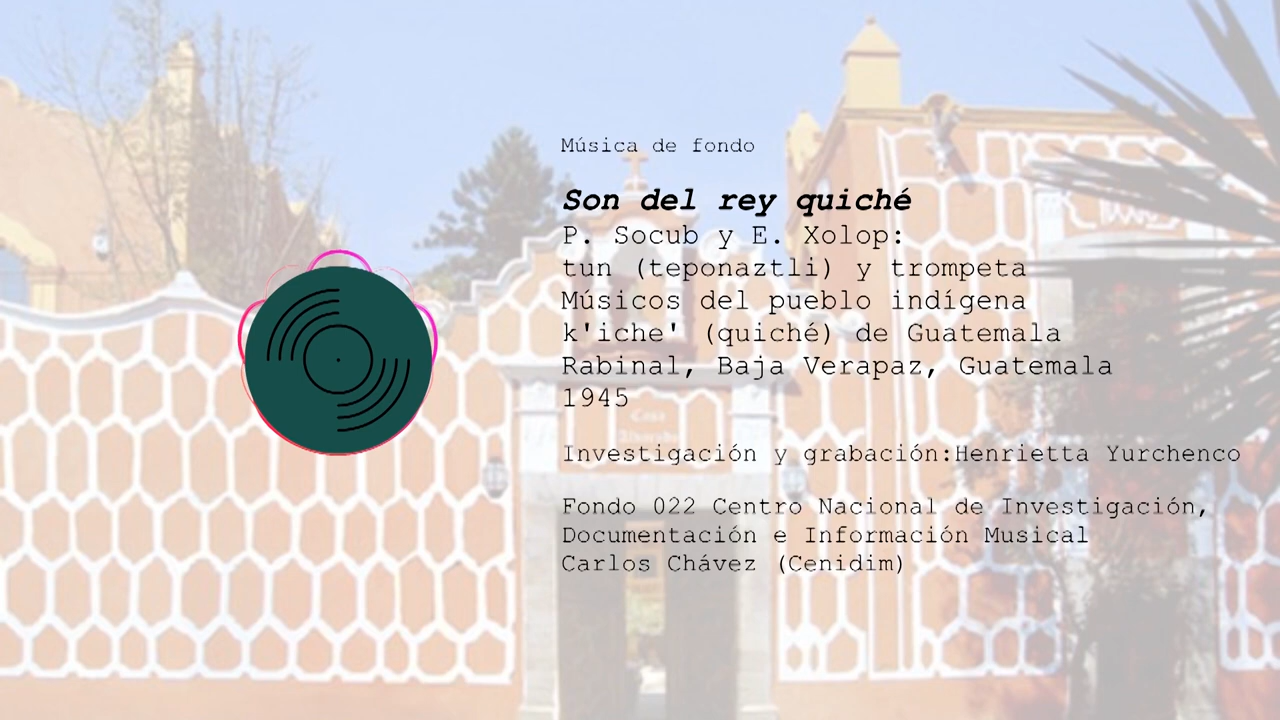 Música de fondo
Son del rey quiché
P. Socub y E. Xolop:
tun (teponaztli) y trompeta
Músicos del pueblo indígena
k'iche' (quiché) de Guatemala
Rabinal, Baja Verapaz, Guatemala
1945
Investigación y grabación:Henrietta Yurchenco
Fondo 022 Centro Nacional de Investigación,
Documentación e Información Musical
Carlos Chávez (Cenidim)
Casa